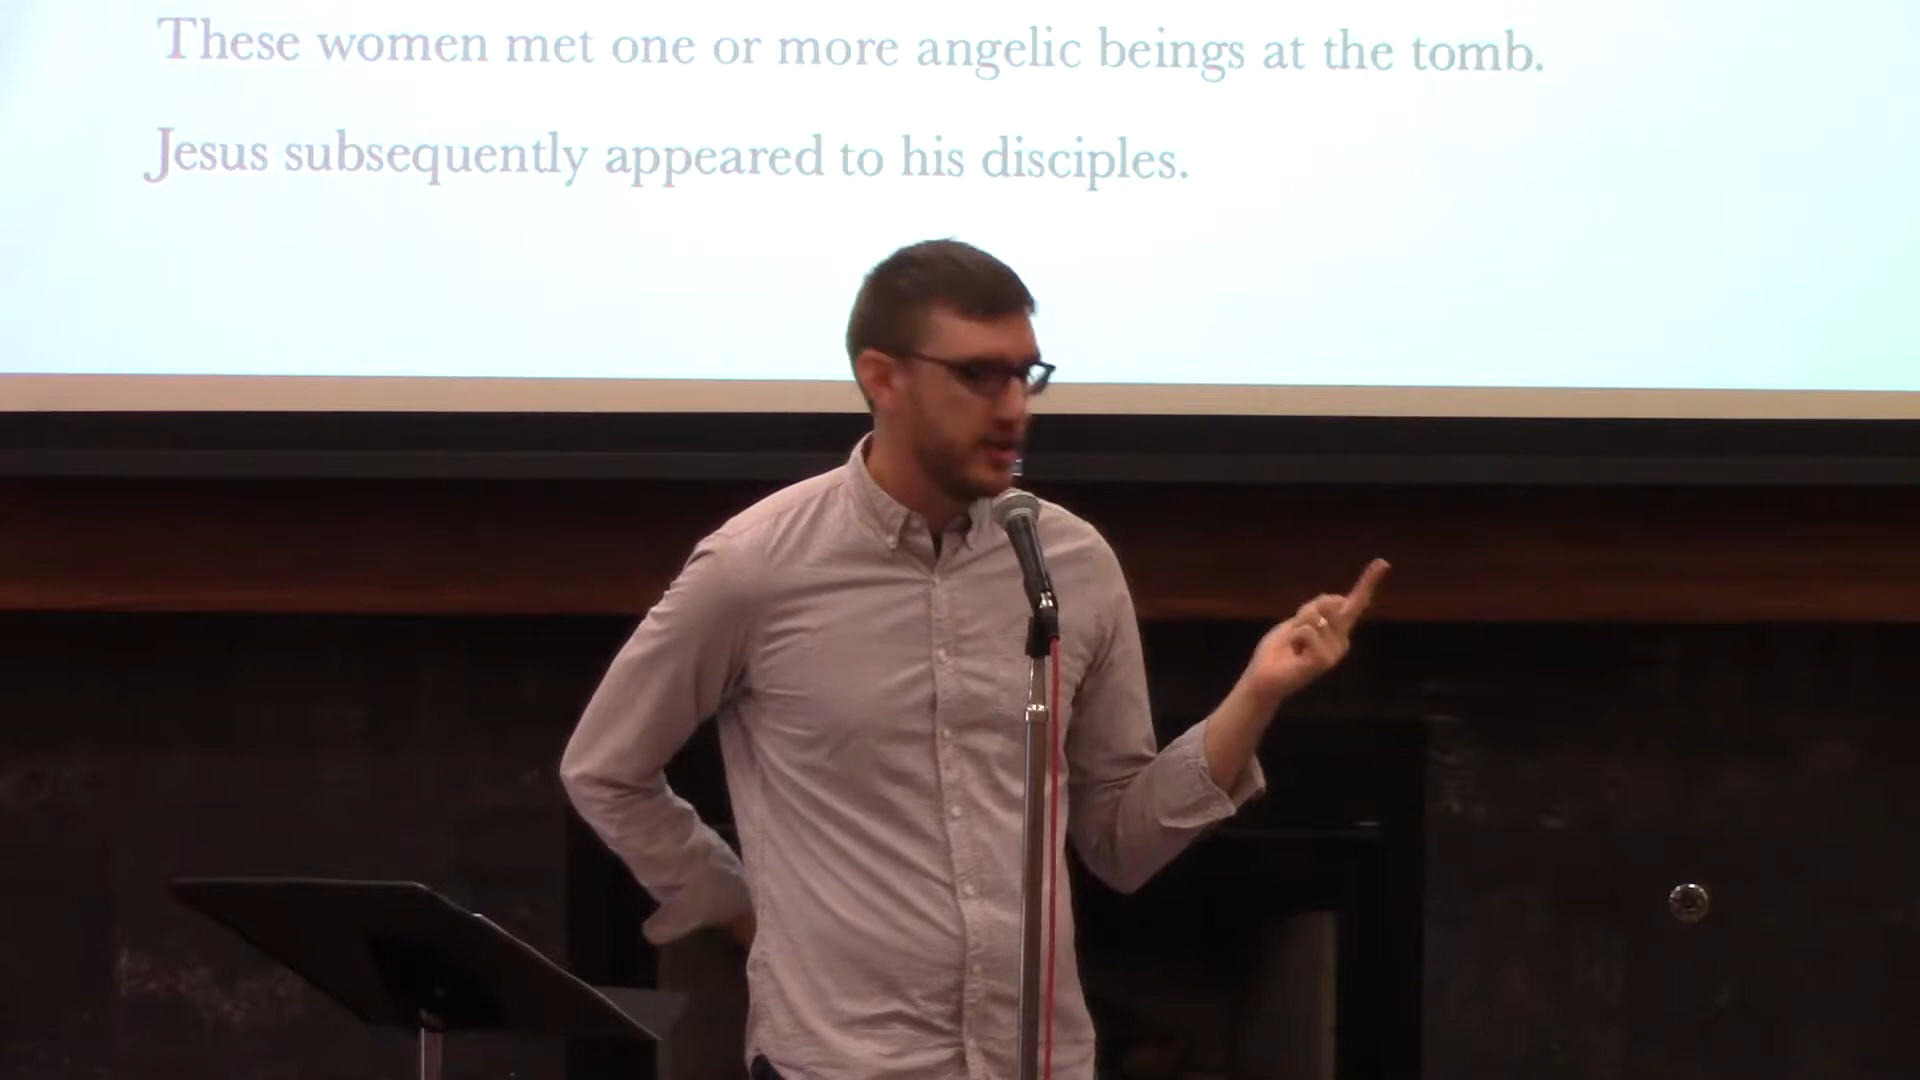 These women met one or more angelic beings at the tomb.
Jesus subsequently appeared to his disciples.